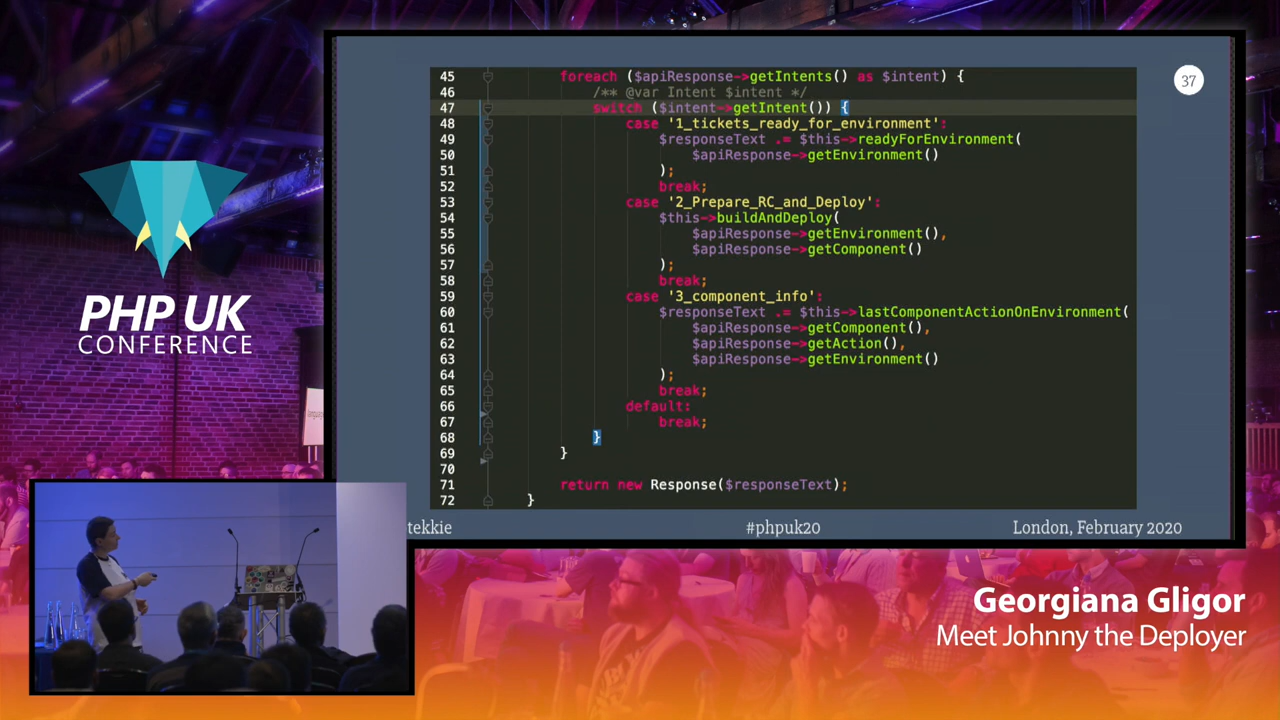 PHP UK
CONFERENCE
37
45 foreach ($apiResponse->getIntents() as $intent) {
46 /** @var Intent $intent */
47 switch ($intent->getIntent()) {
48 case '1_tickets_ready_for_environment':
49 $responseText .= $this->readyForEnvironment(
50 $apiResponse->getEnvironment()
51 );
52 break;
53 case '2_Prepare_RC_and_Deploy':
54 $this->buildAndDeploy(
55 $apiResponse->getEnvironment(),
56 $apiResponse->getComponent()
57 );
58 break;
59 case '3_component_info':
60 $responseText .= $this->lastComponentActionOnEnvironment(
61 $apiResponse->getComponent(),
62 $apiResponse->getAction(),
63 $apiResponse->getEnvironment()
64 );
65 break;
66 default:
67 break;
68 }
69 }
70
71 return new Response($responseText);
72 }
tekkie #phpuk20 London, February 2020
Georgiana Gligor
Meet Johnny the Deployer